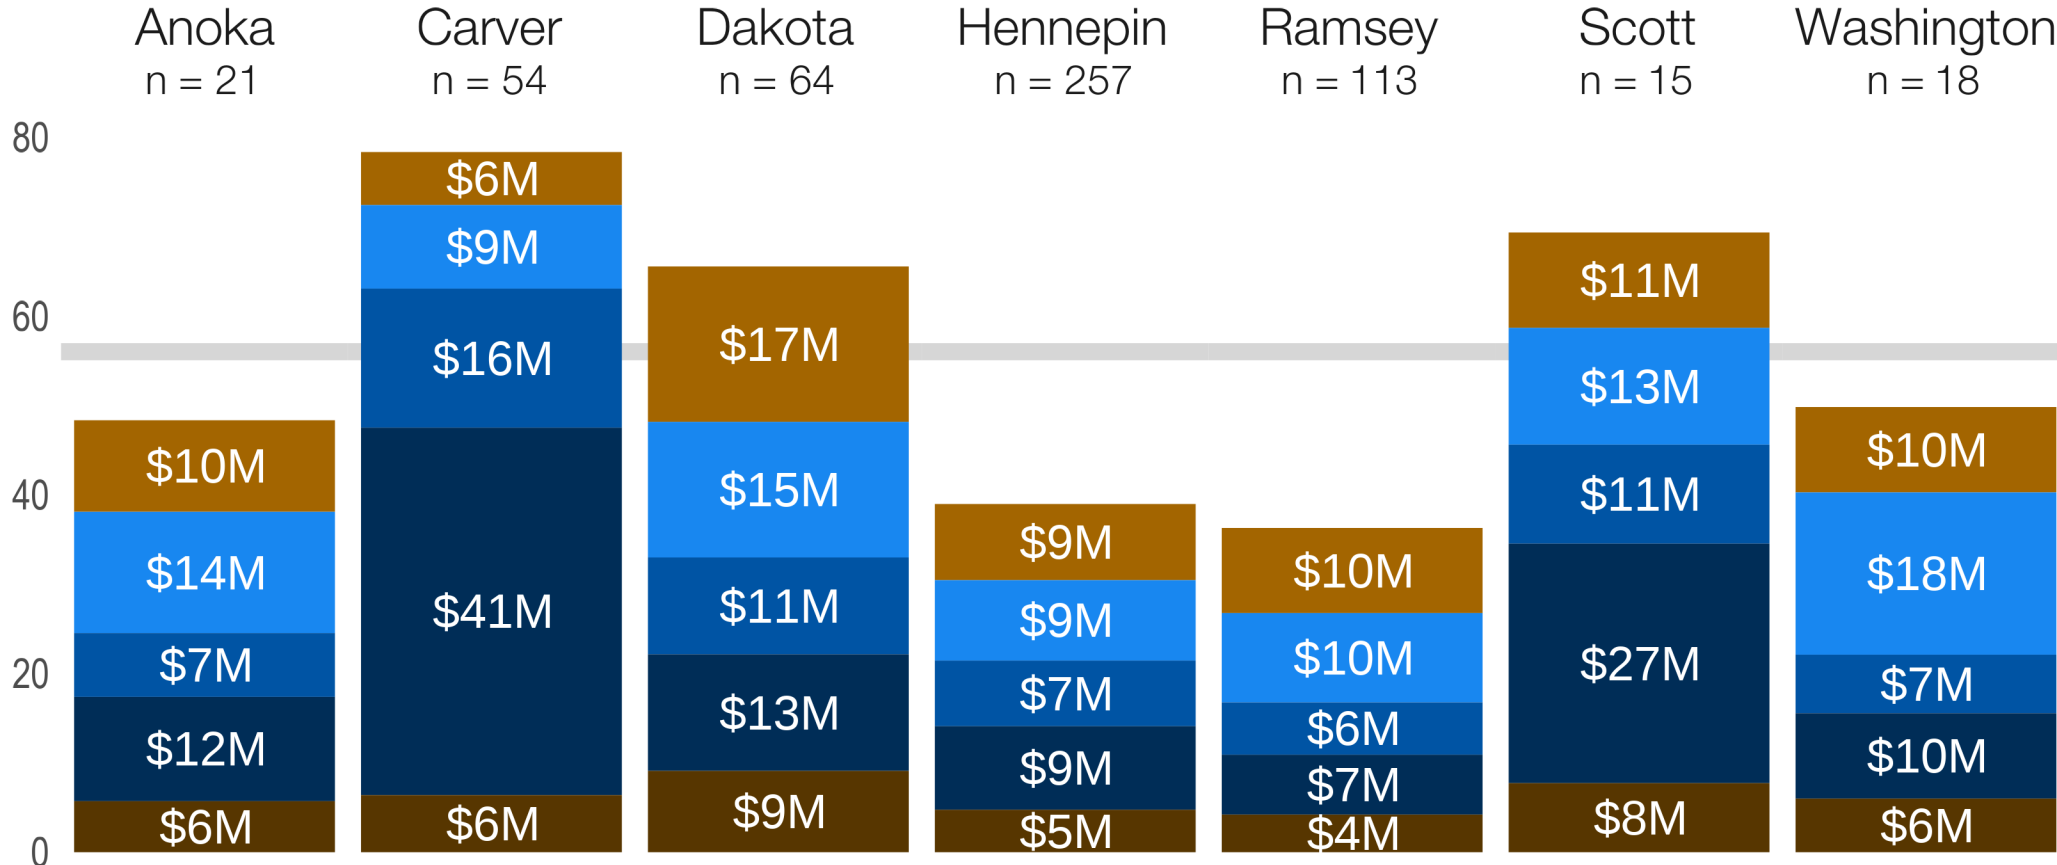 Anoka Carver Dakota Hennepin Ramsey Scott Washington
n = 21 n = 54 n = 64 n = 257 n = 113 n = 15 n = 18
80
60
40
20
0
$10M
$14M
$7M
$12M
$6M
$6M
$9M
$16M
$41M
$6M
$17M
$15M
$11M
$13M
$9M
$9M
$9M
$7M
$9M
$5M
$10M
$10M
$6M
$7M
$4M
$11M
$13M
$11M
$27M
$8M
$10M
$18M
$7M
$10M
$6M